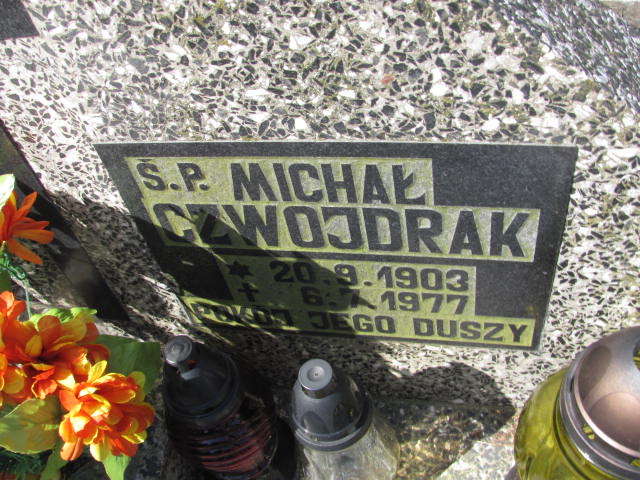 Ś.P. MICHAŁ
CZWOJDRAK
* 20.9.1903
✝ 6.7.1977
POKÓJ JEGO DUSZY